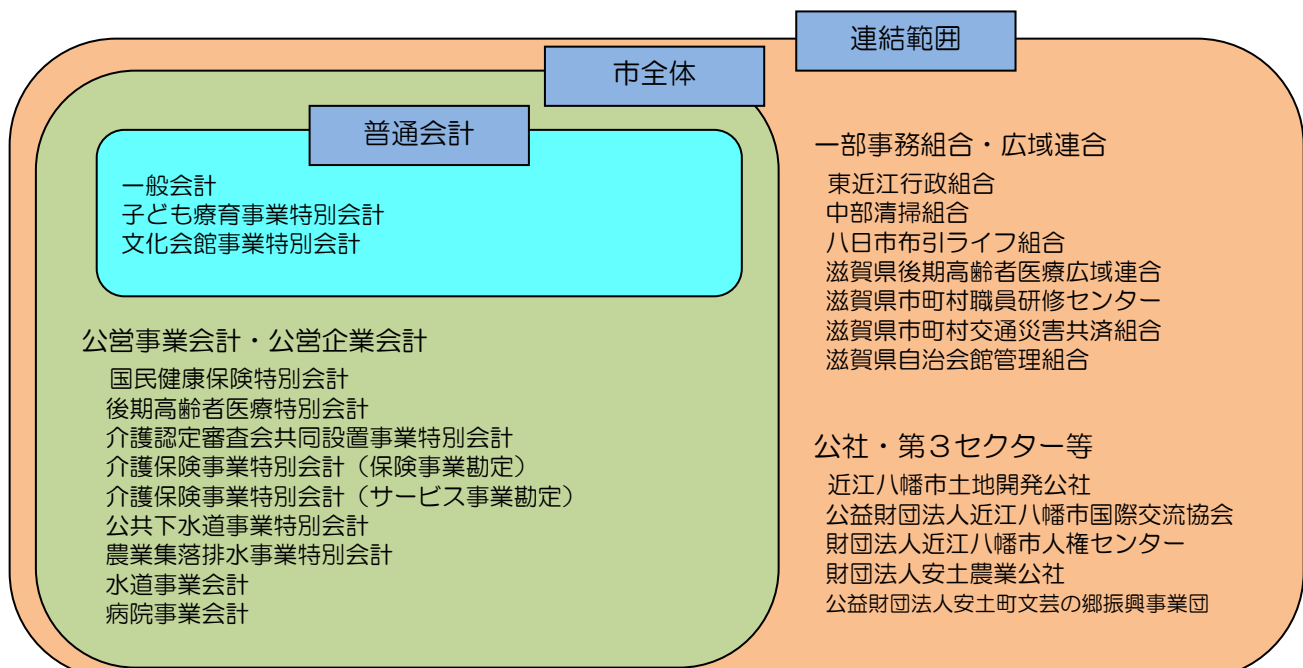 連結範囲
市全体
普通会計
一般会計
子ども療育事業特別会計
文化会館事業特別会計
公営事業会計・公営企業会計
国民健康保険特別会計
後期高齢者医療特別会計
介護認定審査会共同設置事業特別会計
介護保険事業特別会計（保険事業勘定）
介護保険事業特別会計（サービス事業勘定）
公共下水道事業特別会計
農業集落排水事業特別会計
水道事業会計
病院事業会計
一部事務組合・広域連合
東近江行政組合
中部清掃組合
八日市布引ライフ組合
滋賀県後期高齢者医療広域連合
滋賀県市町村職員研修センター
滋賀県市町村交通災害共済組合
滋賀県自治会館管理組合
公社・第３セクター等
近江八幡市土地開発公社
公益財団法人近江八幡市国際交流協会
財団法人近江八幡市人権センター
財団法人安土農業公社
公益財団法人安土町文芸の郷振興事業団